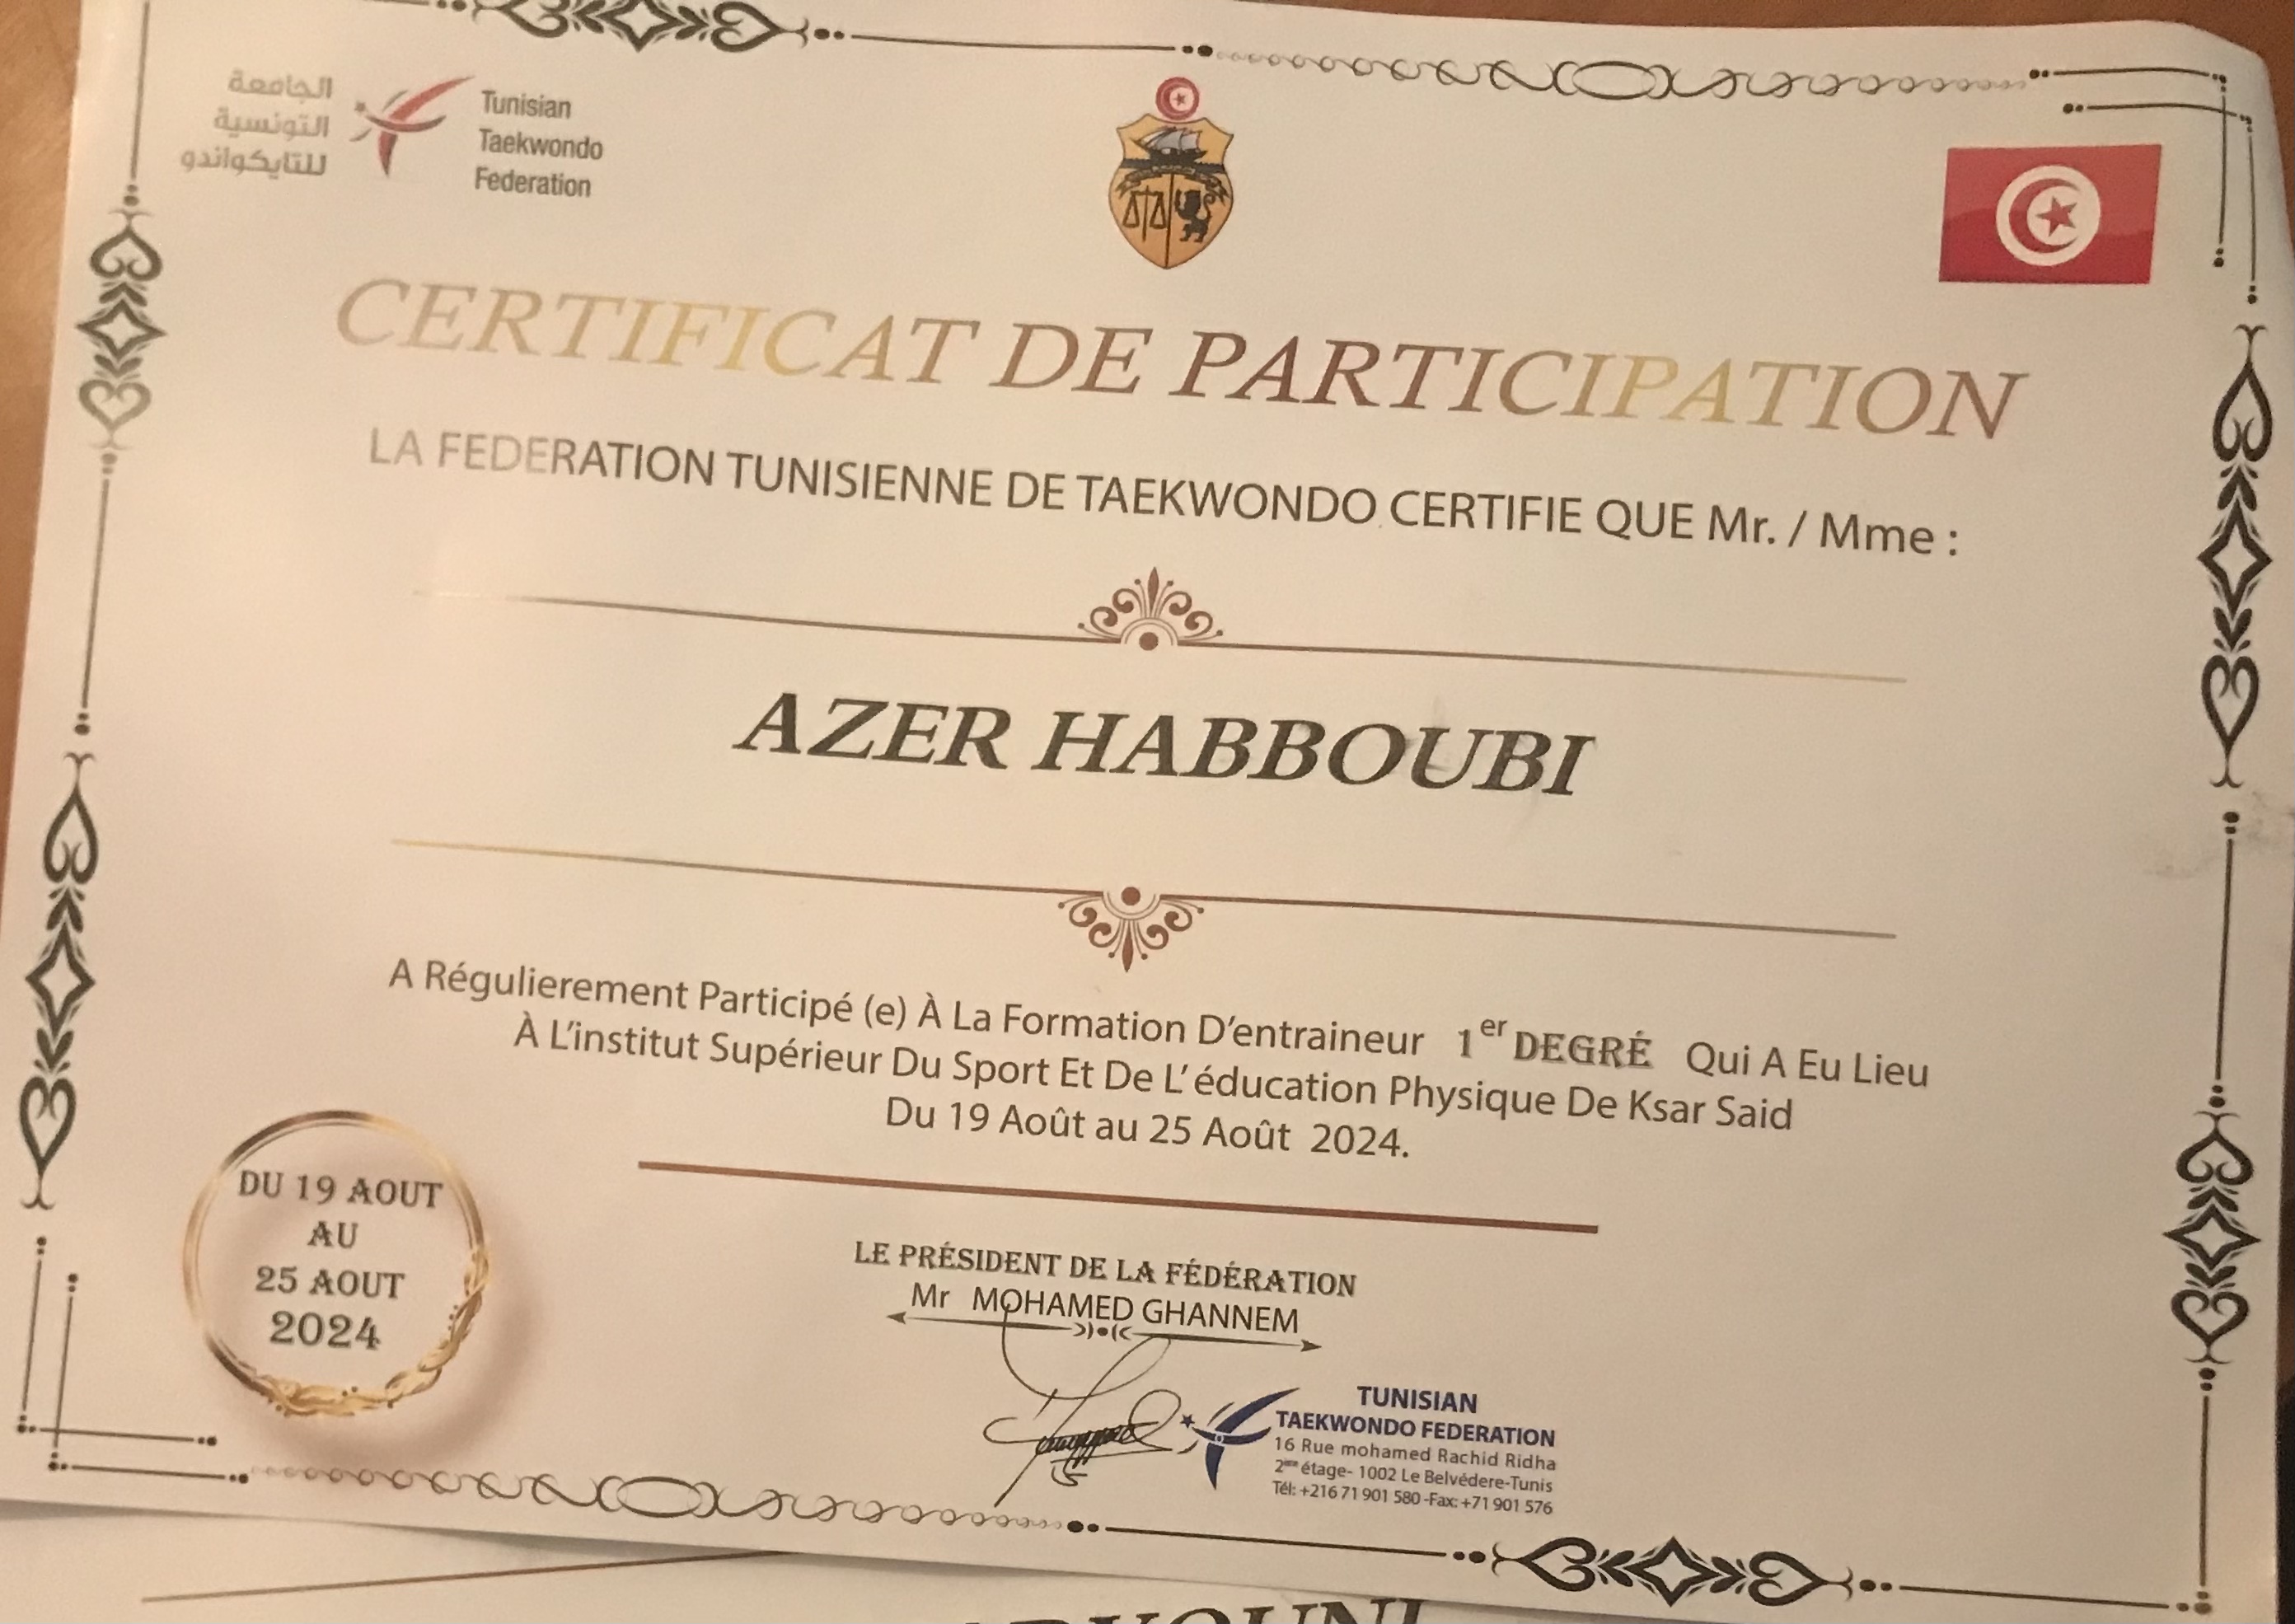 الجامعة
التونسية
للتايكواندو
Tunisian
Taekwondo
Federation
CERTIFICAT DE PARTICIPATION
LA FEDERATION TUNISIENNE DE TAEKWONDO CERTIFIE QUE Mr. / Mme :
AZER HABBOUBI
A Régulierement Participé (e) À La Formation D'entraineur 1er DEGRÉ Qui A Eu Lieu
À L'institut Supérieur Du Sport Et De L'éducation Physique De Ksar Said
Du 19 Août au 25 Août 2024.
DU 19 AOUT
AU
25 AOUT
2024
LE PRÉSIDENT DE LA FÉDÉRATION
Mr MOHAMED GHANNEM
TUNISIAN
TAEKWONDO FEDERATION
16 Rue mohamed Rachid Ridha
2ème étage- 1002 Le Belvédere-Tunis
Tél: +216 71 901 580 -Fax: +71 901 576